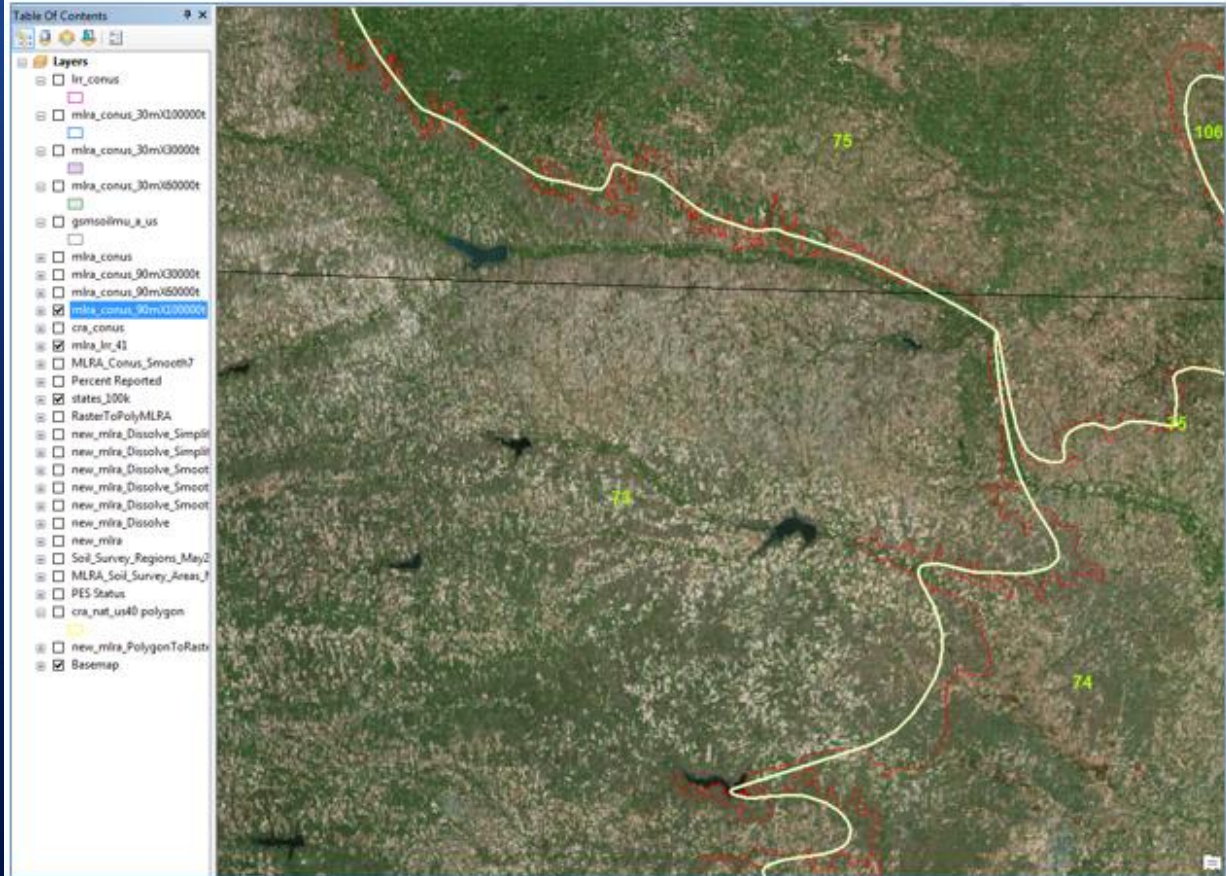 Table Of Contents
Layers
lrr_conus
mlra_conus_30mX100000t
mlra_conus_30mX30000t
mlra_conus_30mX60000t
gsmsoilmu_a_us
mlra_conus
mlra_conus_90mX30000t
mlra_conus_90mX60000t
mlra_conus_90mX100000t
cra_conus
mlra_lrr_41
MLRA_Conus_Smooth7
Percent Reported
states_100k
RasterToPolyMLRA
new_mlra_Dissolve_Simplif
new_mlra_Dissolve_Simplif
new_mlra_Dissolve_Smoot
new_mlra_Dissolve_Smoot
new_mlra_Dissolve_Smoot
new_mlra_Dissolve
new_mlra
Soil_Survey_Regions_May2
MLRA_Soil_Survey_Areas_
PES Status
cra_nat_us40 polygon
new_mlra_PolygonToRaste
Basemap
75
106
73
74